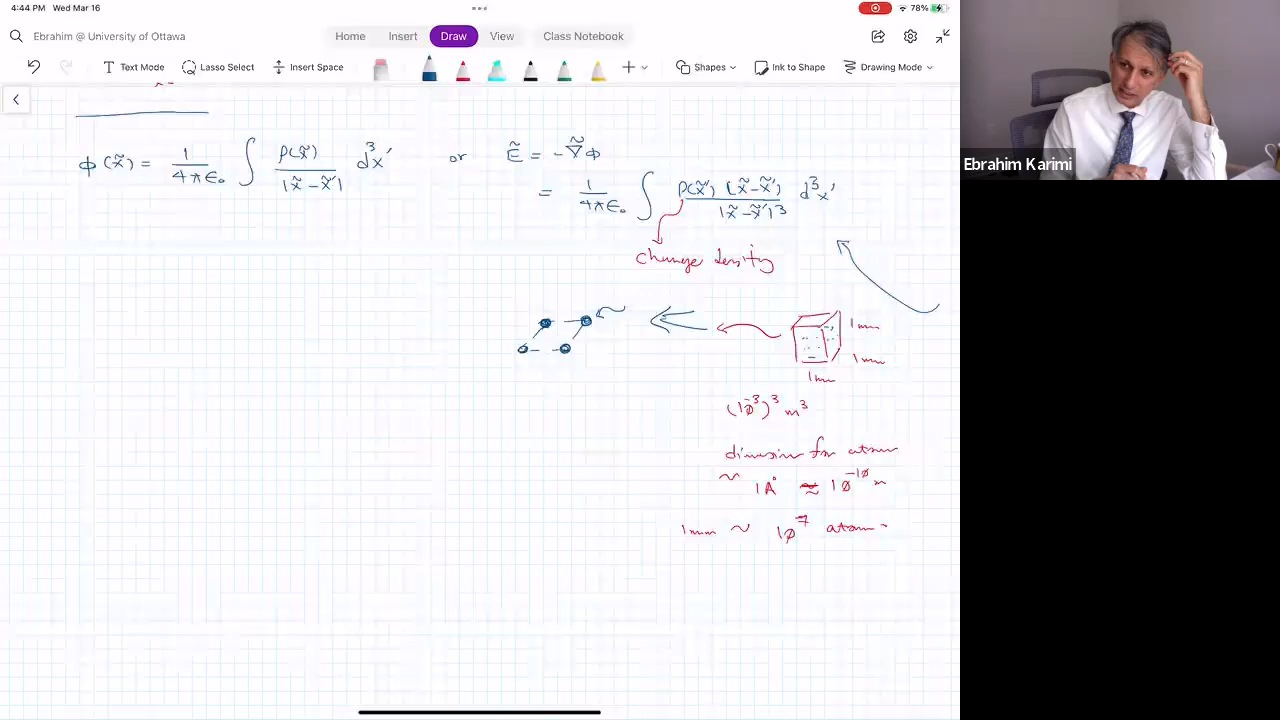 4:44 PM Wed Mar 16
78%
Ebrahim @ University of Ottawa
Home Insert Draw View Class Notebook
Text Mode Lasso Select Insert Space Shapes Ink to Shape Drawing Mode
Φ(x̃) = 1/4πϵ₀ ∫ ρ(x̃)/|x̃-x̃'| d³x' or Ẽ = -∇̃Φ
= 1/4πϵ₀ ∫ ρ(x̃') (x̃-x̃')/|x̃-x̃'|³ d³x'
change density
1mm
1mm
1mm
(10⁻³)³ m³
dimension for atom
~ 1Å ≈ 10⁻¹⁰ m
1mm ~ 10⁷ atom
Ebrahim Karimi